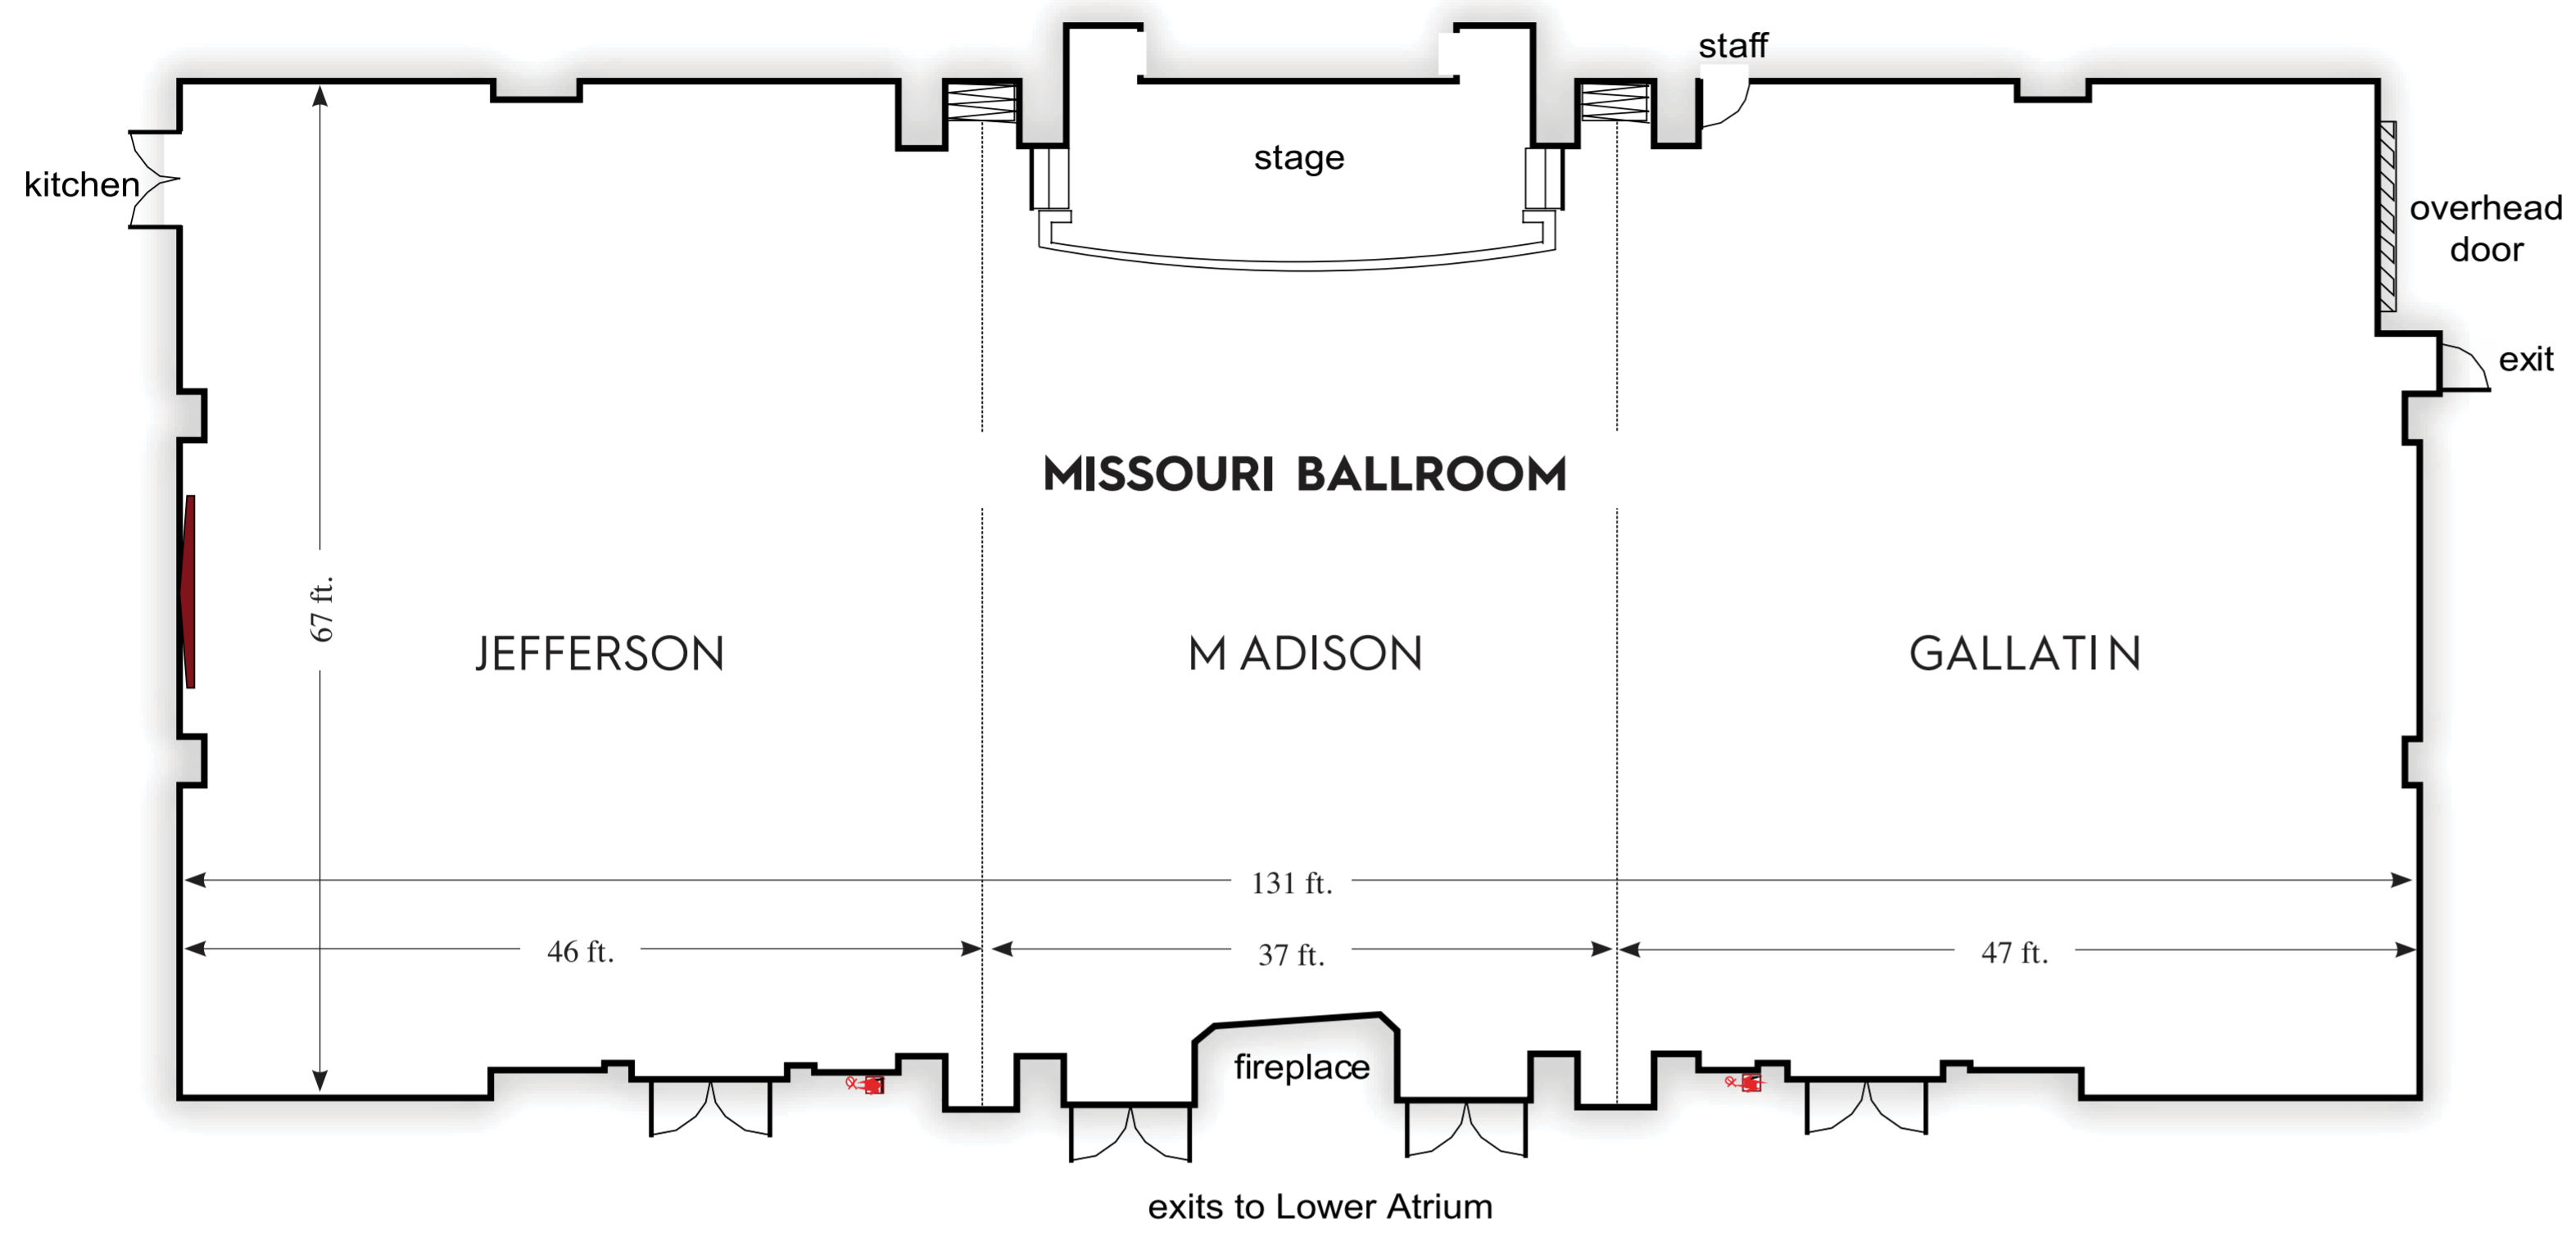 staff
kitchen
stage
overhead
door
exit
MISSOURI BALLROOM
67 ft.
JEFFERSON
M ADISON
GALLATI N
131 ft.
46 ft.
37 ft.
47 ft.
fireplace
exits to Lower Atrium